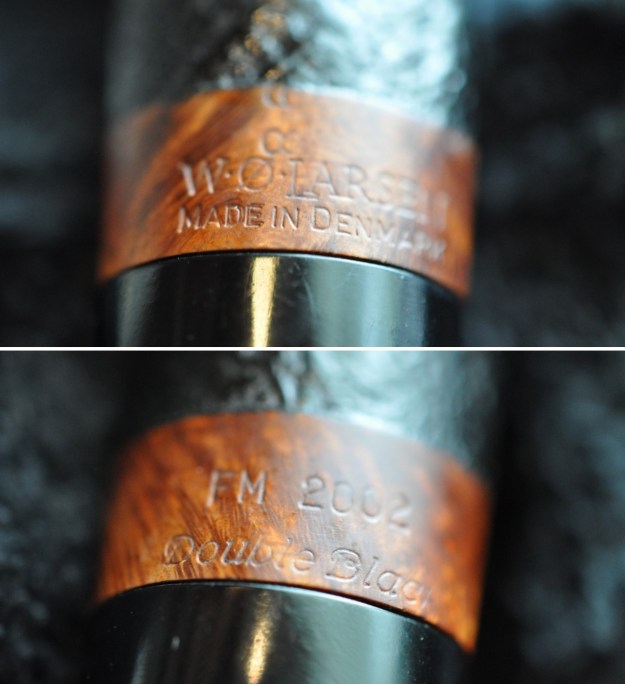 W·Ø·LARSEN
MADE IN DENMARK
FM 2002
Double Black